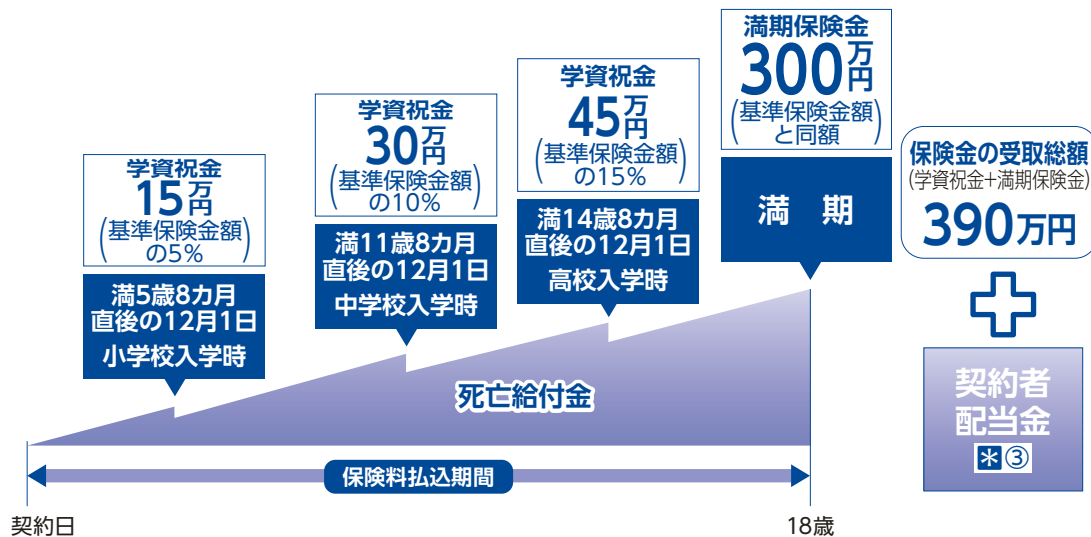 学資祝金
15万円
(基準保険金額
の5%)
満5歳8カ月
直後の12月1日
小学校入学時
学資祝金
30万円
(基準保険金額
の10%)
満11歳8カ月
直後の12月1日
中学校入学時
学資祝金
45万円
(基準保険金額
の15%)
満14歳8カ月
直後の12月1日
高校入学時
満期保険金
300万円
(基準保険金額
と同額)
満 期
保険金の受取総額
(学資祝金+満期保険金)
390万円
契約者
配当金
*③
死亡給付金
保険料払込期間
契約日
18歳